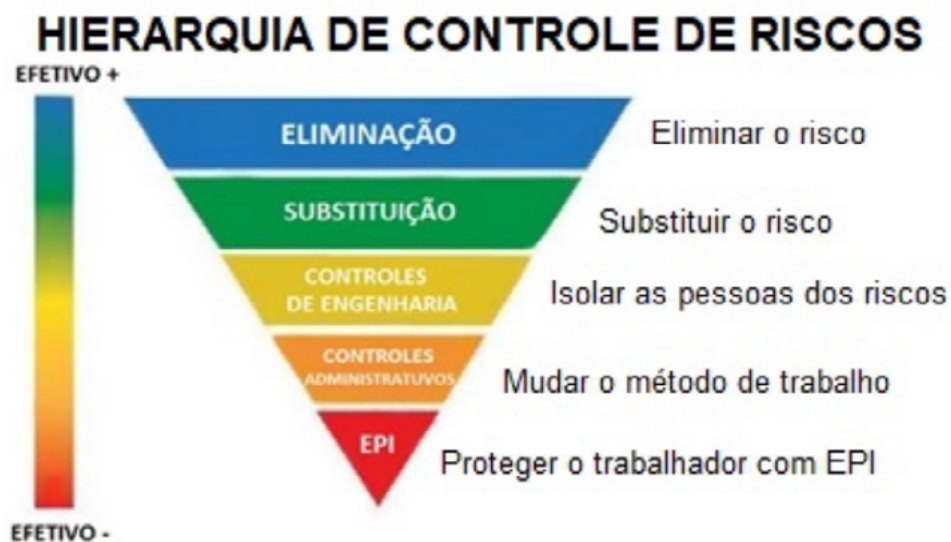 HIERARQUIA DE CONTROLE DE RISCOS
EFETIVO +
ELIMINAÇÃO
Eliminar o risco
SUBSTITUIÇÃO
Substituir o risco
CONTROLES
DE ENGENHARIA
Isolar as pessoas dos riscos
CONTROLES
ADMINISTRATUVOS
Mudar o método de trabalho
EPI
Proteger o trabalhador com EPI
EFETIVO -